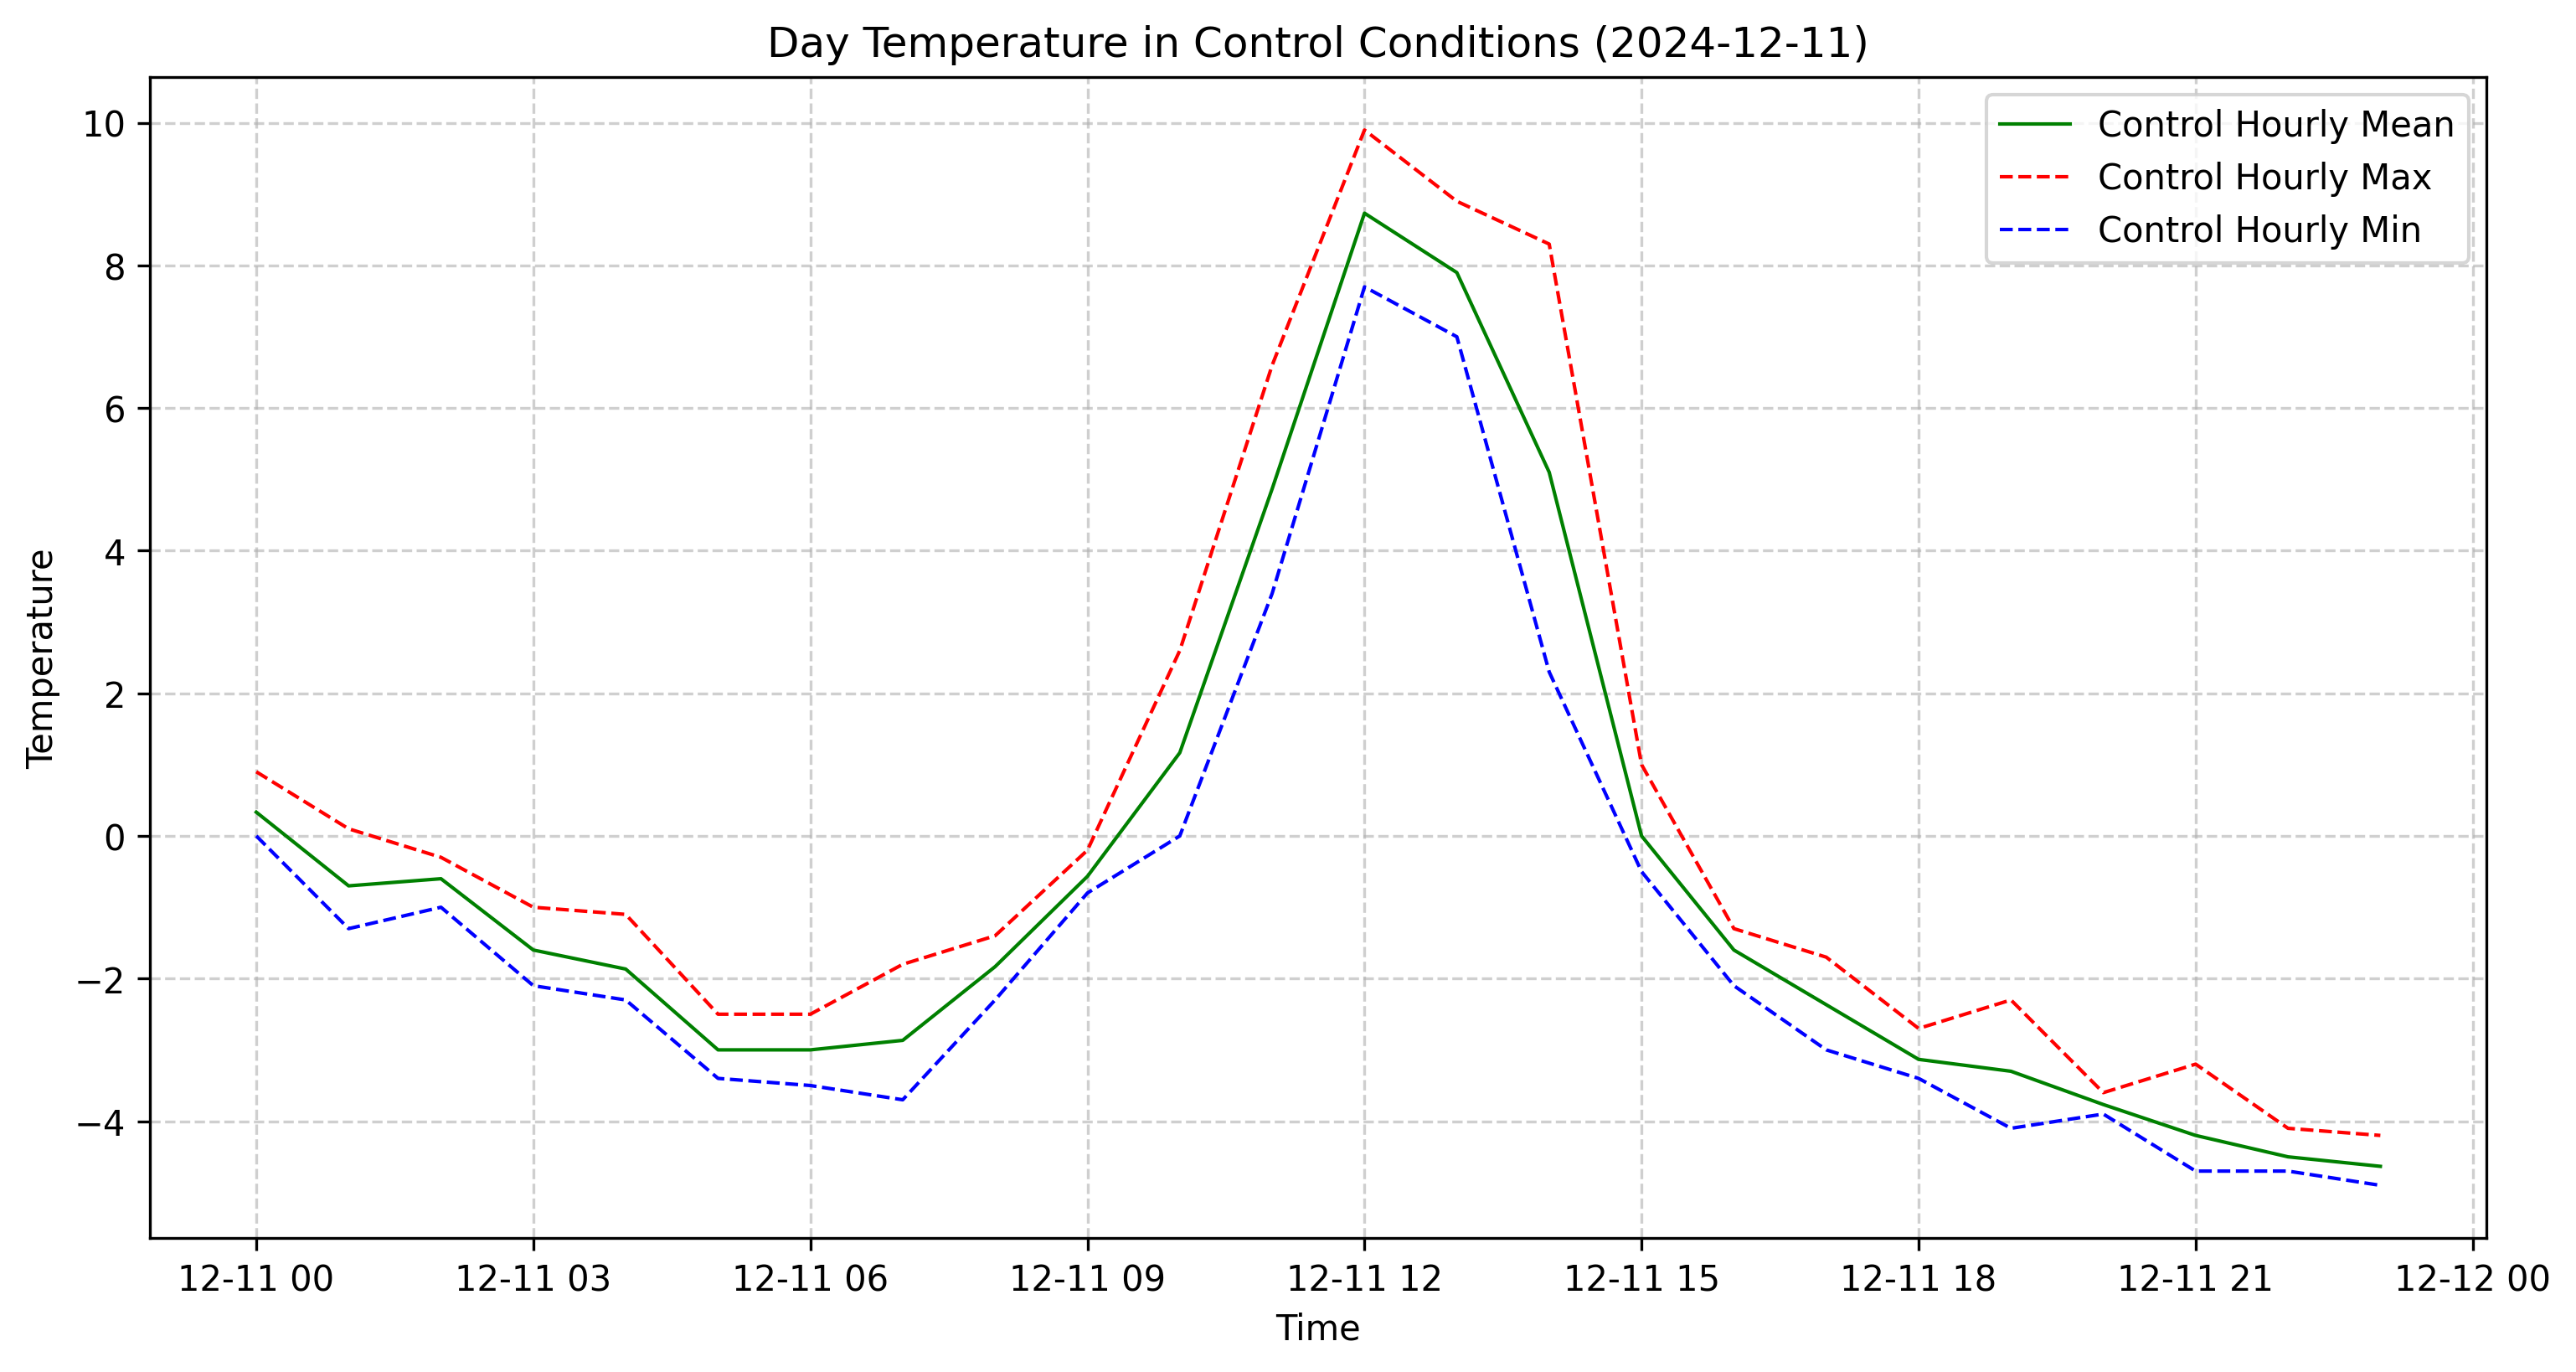 Day Temperature in Control Conditions (2024-12-11)
Control Hourly Mean
Control Hourly Max
Control Hourly Min
10
8
6
4
2
0
−2
−4
Temperature
12-11 00
12-11 03
12-11 06
12-11 09
12-11 12
12-11 15
12-11 18
12-11 21
12-12 00
Time